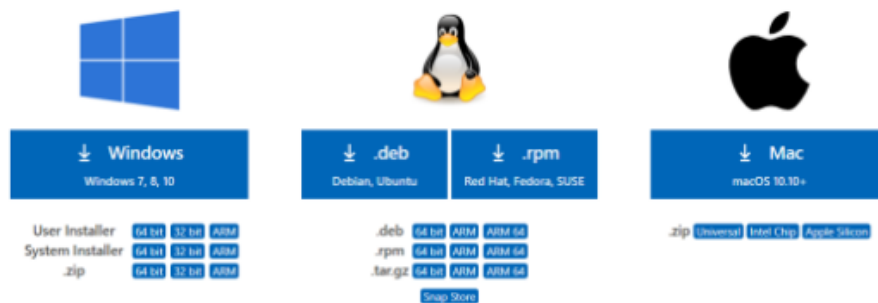 Windows
Windows 7, 8, 10
User Installer 64 bit 32 bit ARM
System Installer 64 bit 32 bit ARM
.zip 64 bit 32 bit ARM
.deb
Debian, Ubuntu
.rpm
Red Hat, Fedora, SUSE
.deb 64 bit ARM ARM 64
.rpm 64 bit ARM ARM 64
.tar.gz 64 bit ARM ARM 64
Snap Store
Mac
macOS 10.10+
.zip Universal Intel Chip Apple Silicon